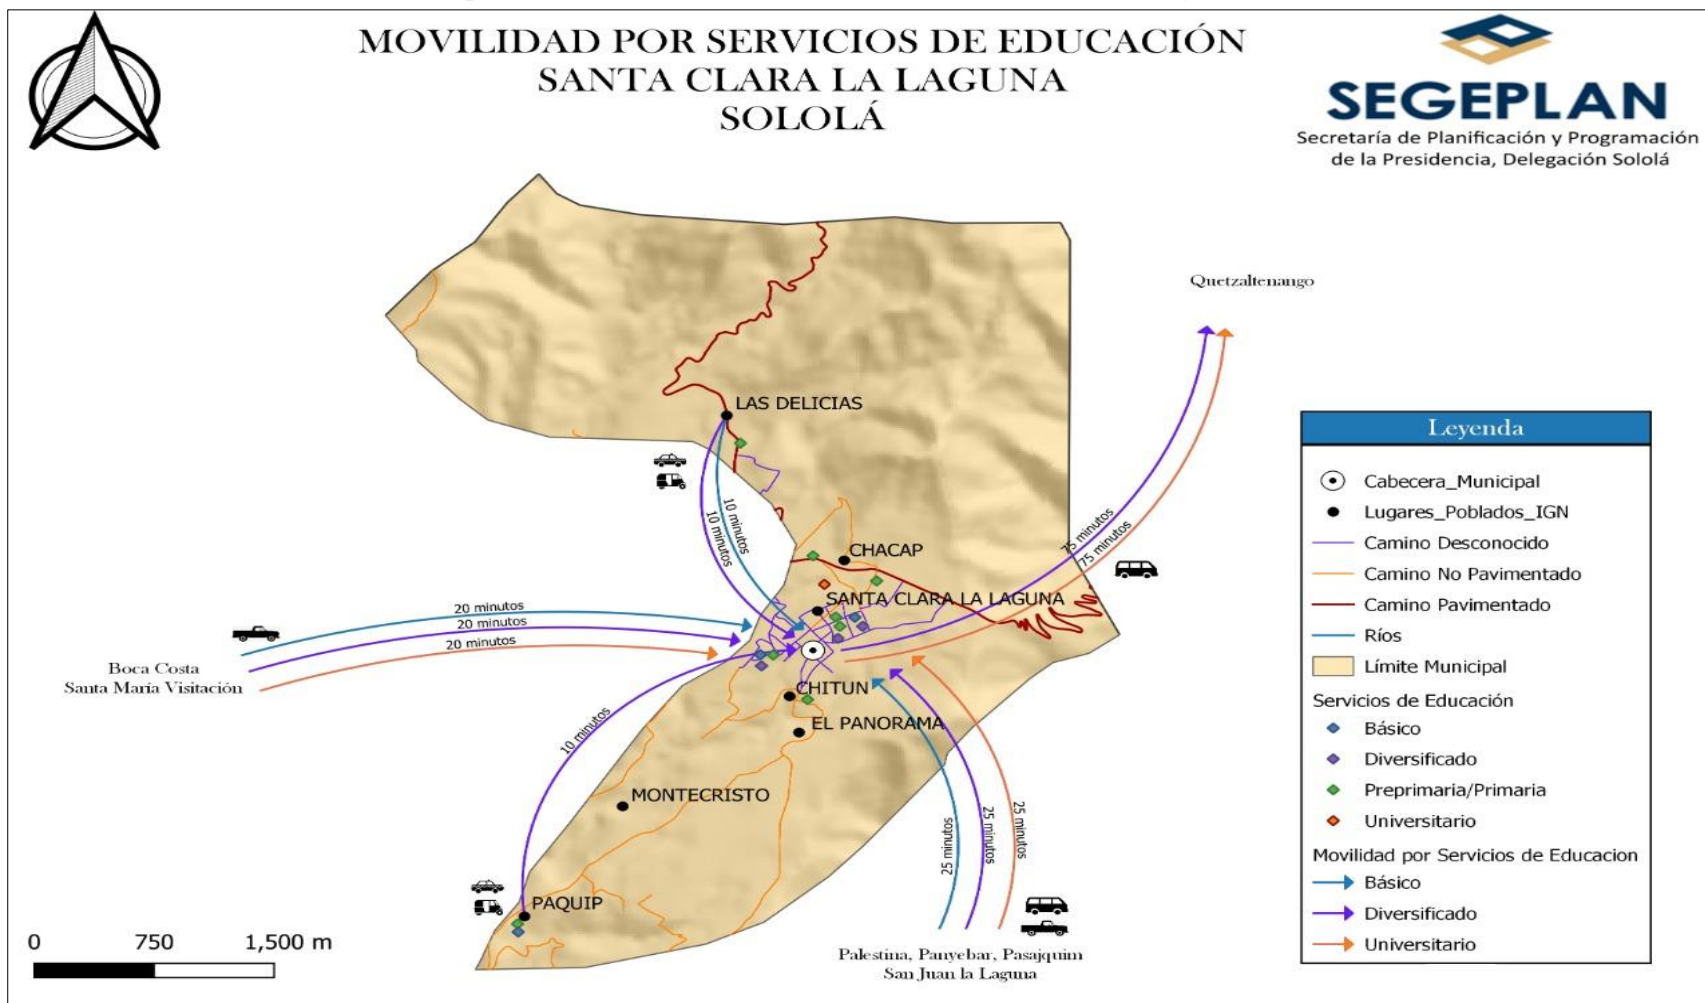 MOVILIDAD POR SERVICIOS DE EDUCACIÓN
SANTA CLARA LA LAGUNA
SOLOLÁ
SEGEPLAN
Secretaría de Planificación y Programación
de la Presidencia, Delegación Sololá
Quetzaltenango
LAS DELICIAS
10 minutos
10 minutos
CHACAP
75 minutos
75 minutos
SANTA CLARA LA LAGUNA
20 minutos
20 minutos
20 minutos
Boca Costa
Santa María Visitación
CHITUN
EL PANORAMA
10 minutos
MONTECRISTO
25 minutos
25 minutos
25 minutos
PAQUIP
Palestina, Panyebar, Pasajquim
San Juan la Laguna
0 750 1,500 m
Leyenda
Cabecera_Municipal
Lugares_Poblados_IGN
Camino Desconocido
Camino No Pavimentado
Camino Pavimentado
Ríos
Límite Municipal
Servicios de Educación
Básico
Diversificado
Preprimaria/Primaria
Universitario
Movilidad por Servicios de Educacion
Básico
Diversificado
Universitario